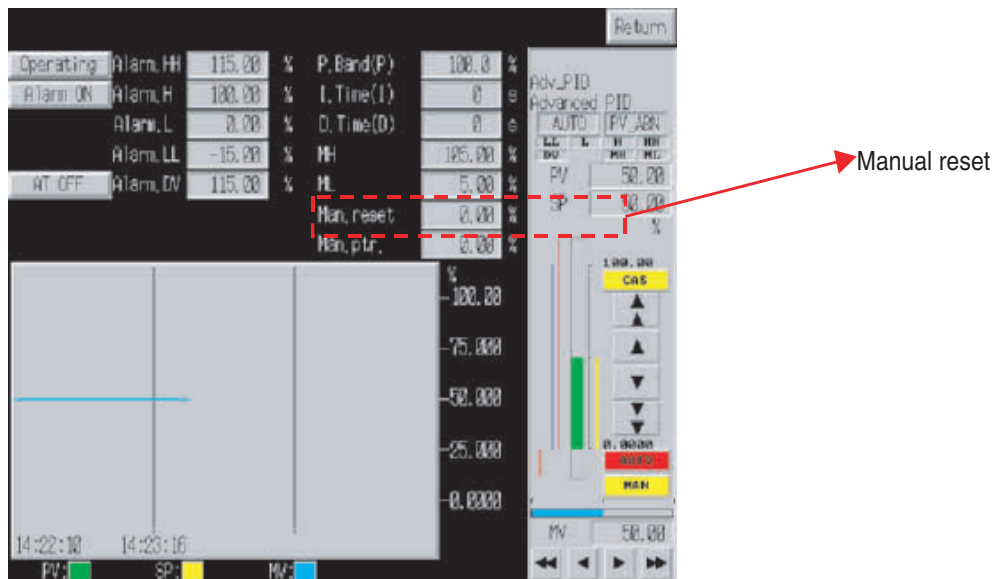 Return
Operating Alarm.HH 115.00 % P.Band(P) 100.0 %
Alarm ON Alarm.H 100.00 % I.Time(I) 0 s
Alarm.L 0.00 % D.Time(D) 0 s
Alarm.LL -15.00 % MH 105.00 %
AT OFF Alarm.DV 115.00 % ML 5.00 %
Man.reset 0.00 %
Man.ptr. 0.00 %
Adv_PID
Advanced PID
AUTO PV_ABN
LL L H HH
DV MH ML
PV 50.00
SP 50.00
%
Manual reset
100.00
CAS
0.0000
AUTO
MAN
MV 50.00
%
100.00
75.000
50.000
25.000
0.0000
14:22:10 14:23:16
PV: SP: MV: